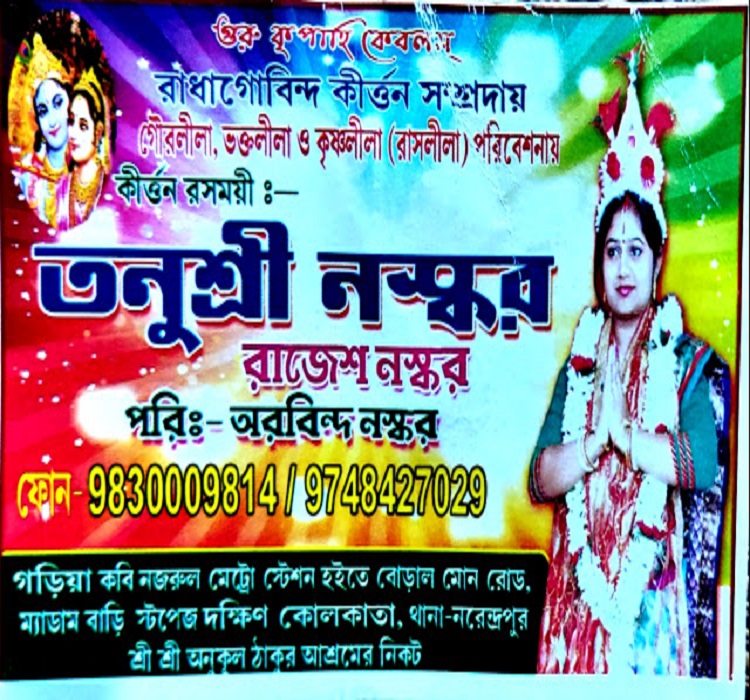 গুরু কৃপাহি কেবলম্
রাধাগোবিন্দ কীর্ত্তন সম্প্রদায়
গৌরলীলা, ভক্তলীলা ও কৃষ্ণলীলা (রাসলীলা) পরিবেশনায়
কীর্ত্তন রসময়ী ঃ—
তনুশ্রী নস্কর
রাজেশ নস্কর
পরিঃ- অরবিন্দ নস্কর
ফোন- 9830009814 / 9748427029
গড়িয়া কবি নজরুল মেট্রো স্টেশন হইতে বোড়াল মেন রোড,
ম্যাডাম বাড়ি স্টপেজ দক্ষিণ কোলকাতা, থানা-নরেন্দ্রপুর
শ্রী শ্রী অনুকুল ঠাকুর আশ্রমের নিকট